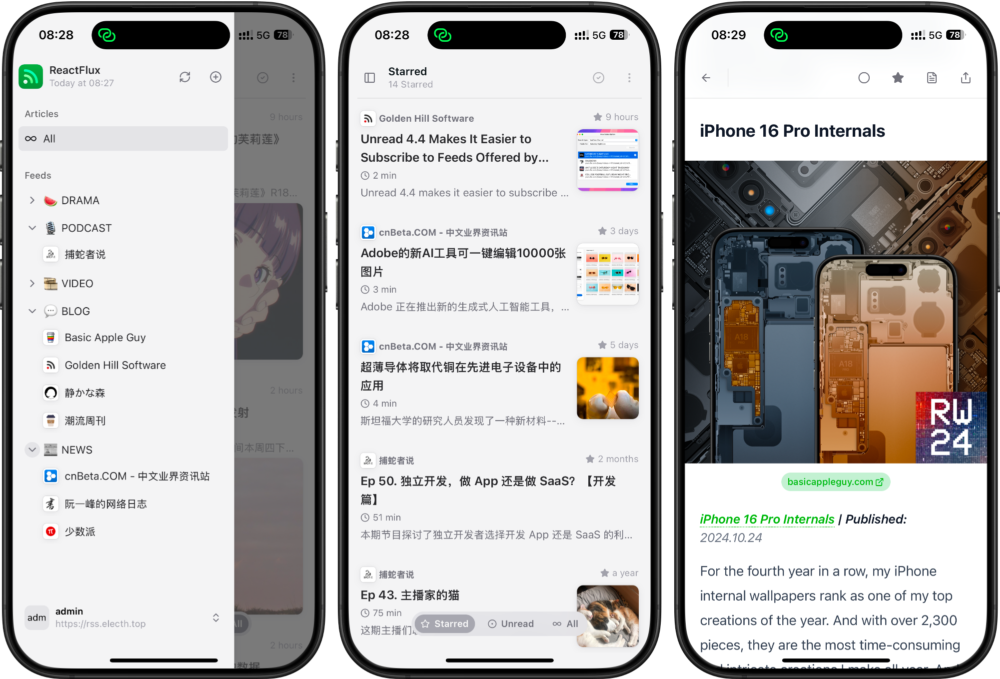 08:28
5G 78
ReactFlux
Today at 08:27
Articles
All
Feeds
DRAMA
PODCAST
捕蛇者说
VIDEO
BLOG
Basic Apple Guy
Golden Hill Software
静かな森
潮流周刊
NEWS
cnBeta.COM - 中文业界资讯站
阮一峰的网络日志
少数派
adm
admin
https://rss.electh.top
9 hours
芙莉莲》
莉莲》R18...
2 hours
射
本周四下...
All
2 hours
08:28
5G 78
Starred
14 Starred
Golden Hill Software
9 hours
Unread 4.4 Makes It Easier to
Subscribe to Feeds Offered by...
2 min
Unread 4.4 makes it easier to subscribe ...
cnBeta.COM - 中文业界资讯站
3 days
Adobe的新AI工具可一键编辑10000张
图片
3 min
Adobe 正在推出新的生成式人工智能工具，...
cnBeta.COM - 中文业界资讯站
5 days
超薄导体将取代铜在先进电子设备中的
应用
4 min
斯坦福大学的研究人员发现了一种新材料--...
捕蛇者说
2 months
Ep 50. 独立开发，做 App 还是做 SaaS？【开发
篇】
51 min
本期节目探讨了独立开发者选择开发 App 还是 SaaS 的利...
捕蛇者说
a year
Ep 43. 主播家的猫
75 min
这期主播们
Starred
Unread
All
08:29
5G 78
iPhone 16 Pro Internals
A18
A18
RW
24
basicappleguy.com
iPhone 16 Pro Internals | Published:
2024.10.24
For the fourth year in a row, my iPhone
internal wallpapers rank as one of my top
creations of the year. And with over 2,300
pieces, they are the most time-consuming
and intricate creations I make all year. And